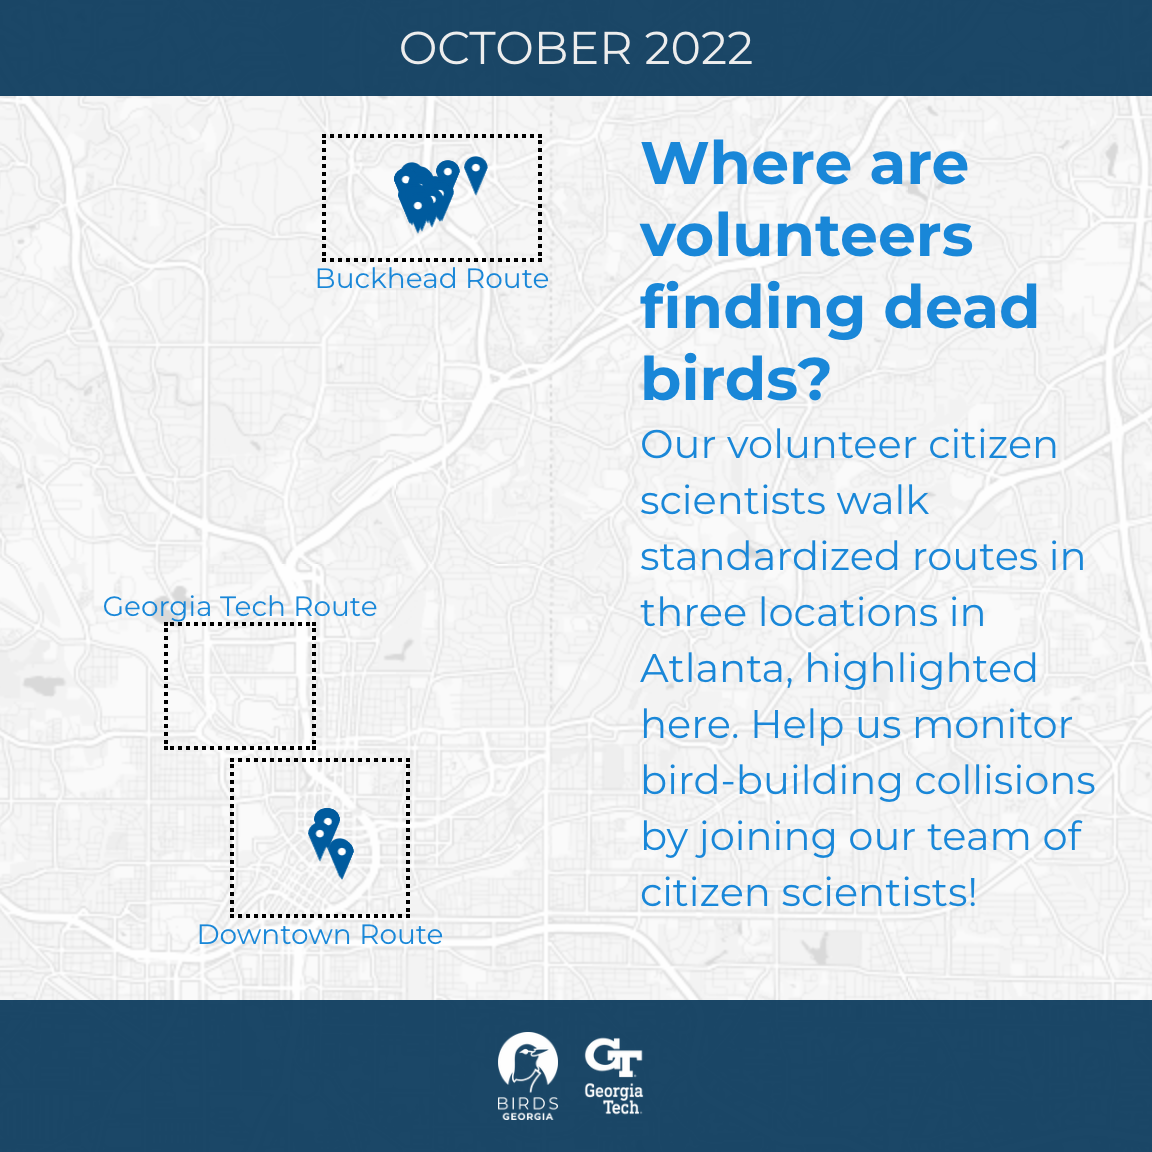 OCTOBER 2022
Buckhead Route
Georgia Tech Route
Downtown Route
Where are
volunteers
finding dead
birds?
Our volunteer citizen
scientists walk
standardized routes in
three locations in
Atlanta, highlighted
here. Help us monitor
bird-building collisions
by joining our team of
citizen scientists!
BIRDS
GEORGIA
GT
Georgia
Tech